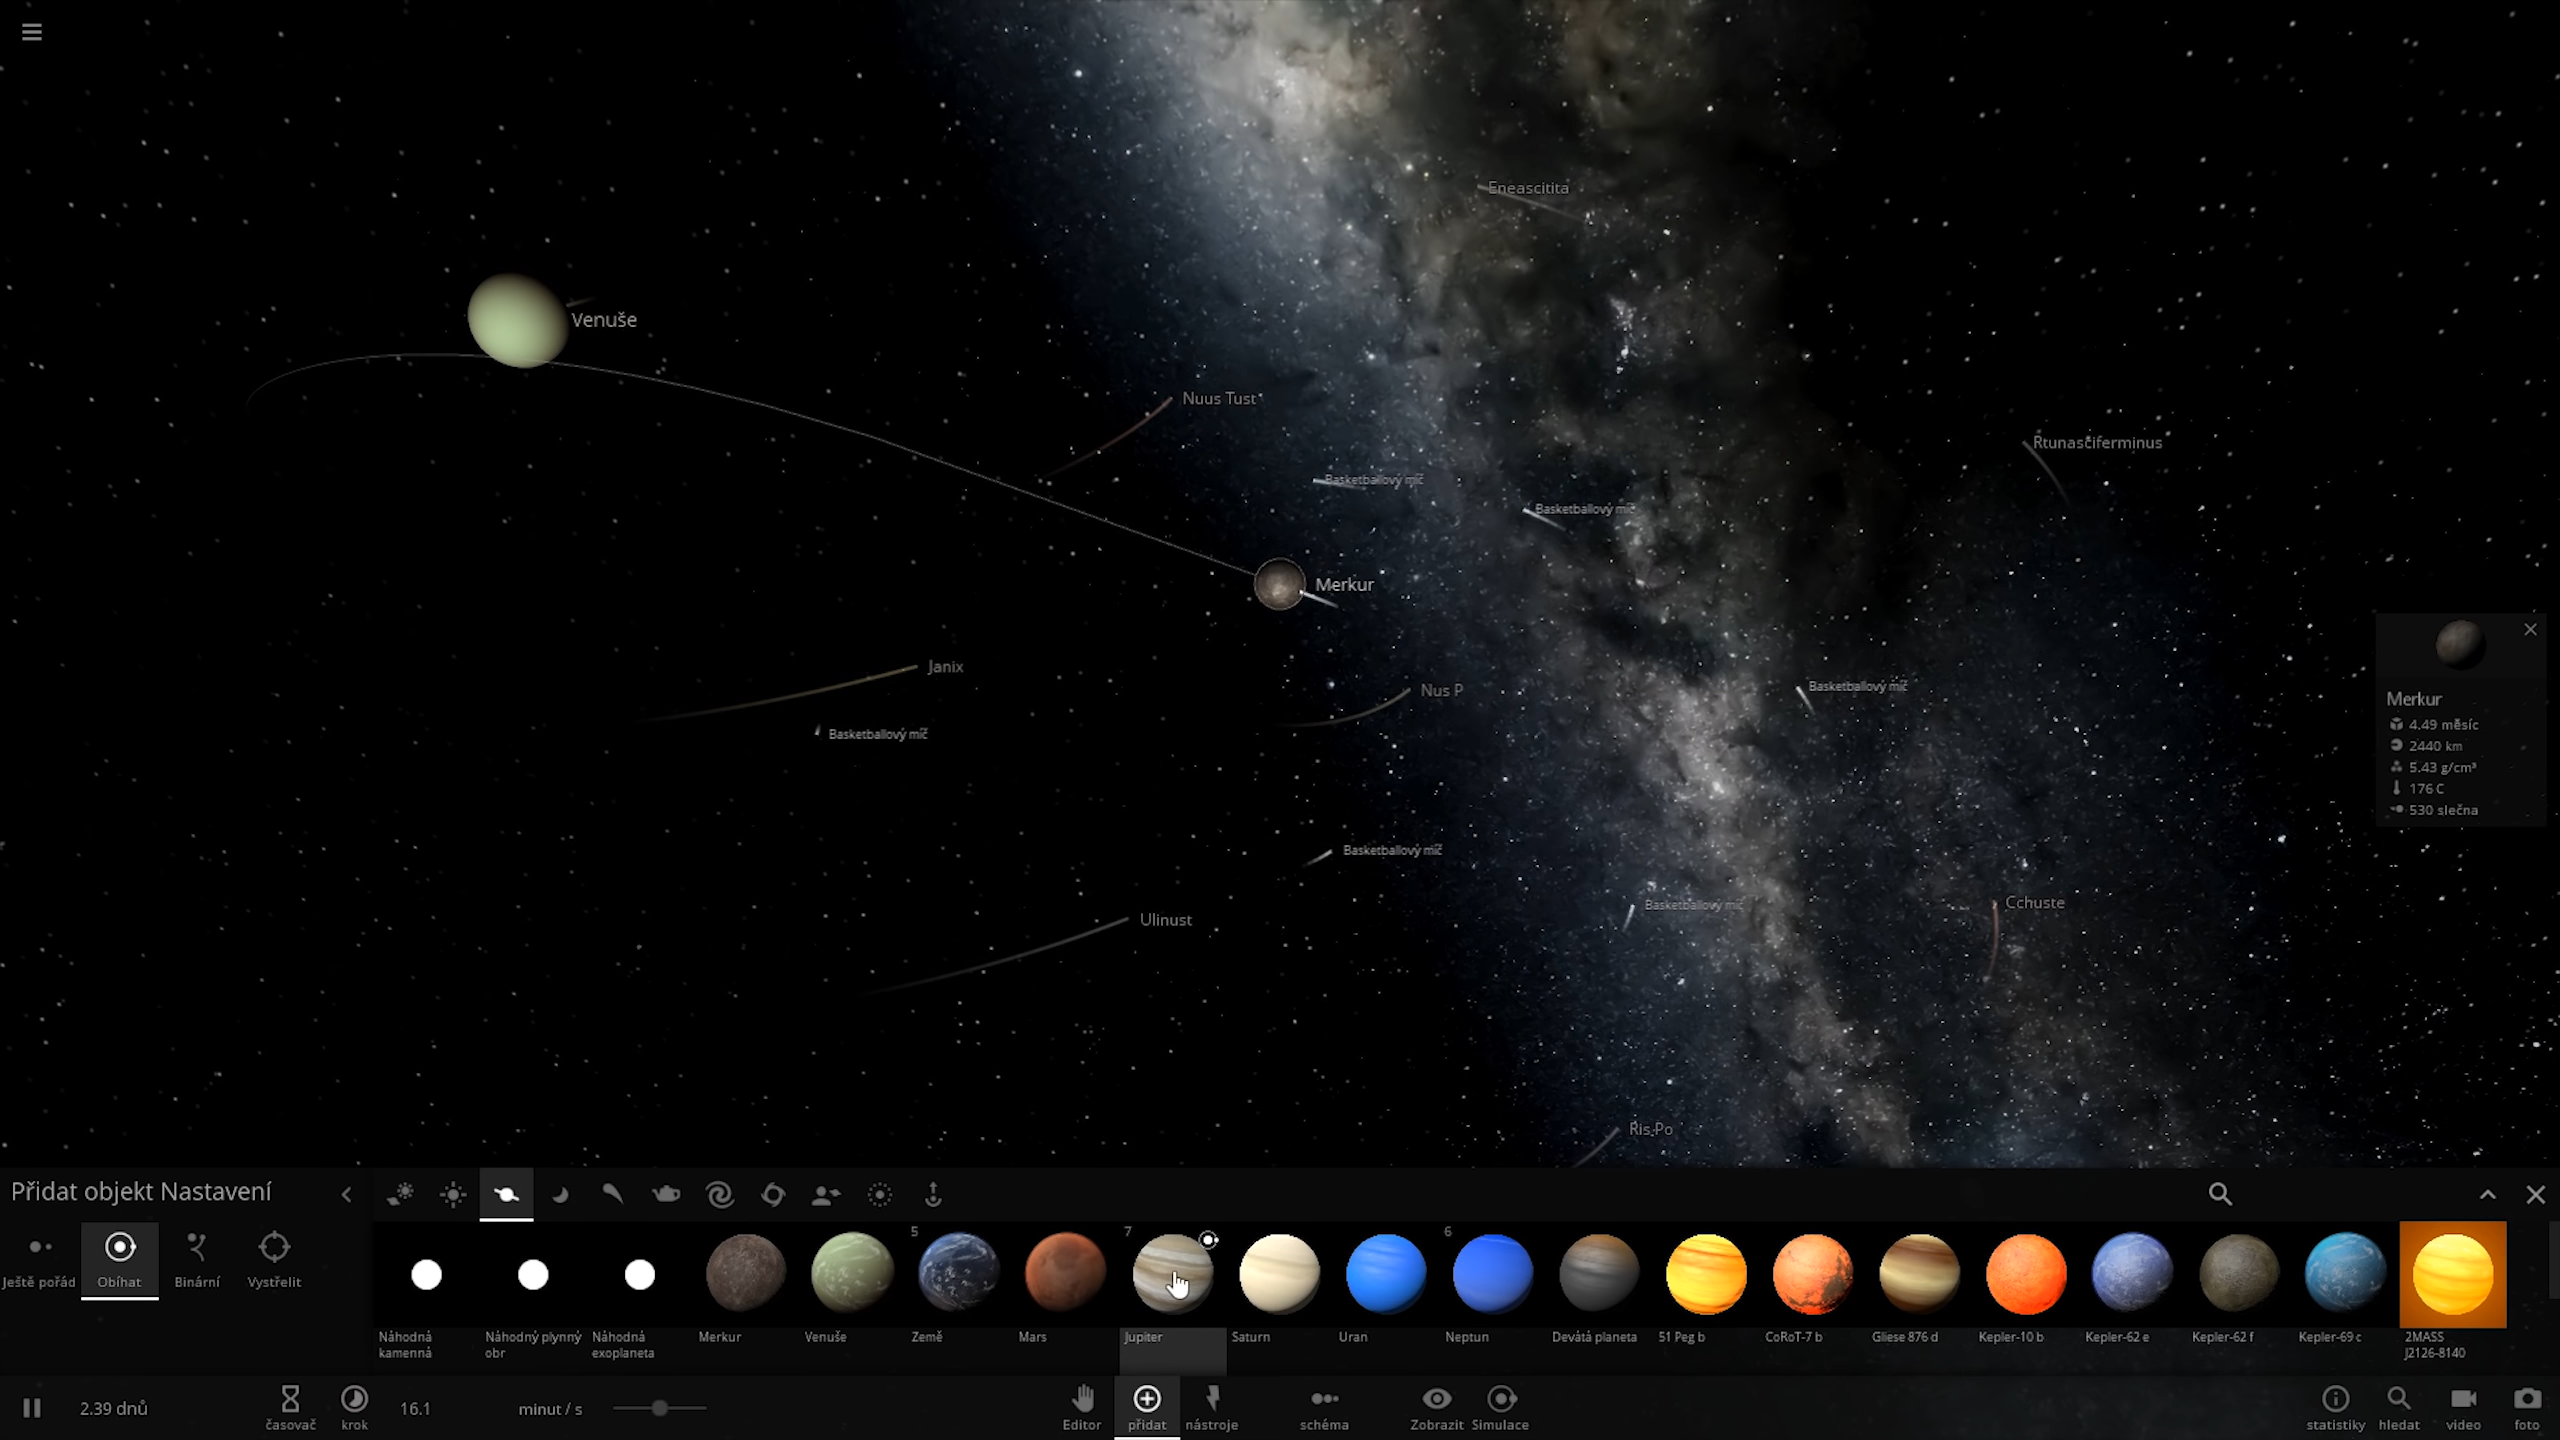 Eneascitita
Venuše
Nuus Tust
Rtunasciferminus
Basketballový míč
Basketballový míč
Merkur
Janix
Nus P
Basketballový míč
Basketballový míč
Merkur
4.49 měsíc
2440 km
5.43 g/cm³
176 C
530 slečna
Basketballový míč
Basketballový míč
Cchuste
Ulinust
Ris Po
Přidat objekt Nastavení
Ještě pořád
Obíhat
Binární
Vystřelit
5
7
6
Náhodná kamenná
Náhodný plynný obr
Náhodná exoplaneta
Merkur
Venuše
Země
Mars
Jupiter
Saturn
Uran
Neptun
Devátá planeta
51 Peg b
CoRoT-7 b
Gliese 876 d
Kepler-10 b
Kepler-62 e
Kepler-62 f
Kepler-69 c
2MASS J2126-8140
2.39 dnů
časovač
krok
16.1
minut / s
Editor
přidat
nástroje
schéma
Zobrazit
Simulace
statistiky
hledat
video
foto